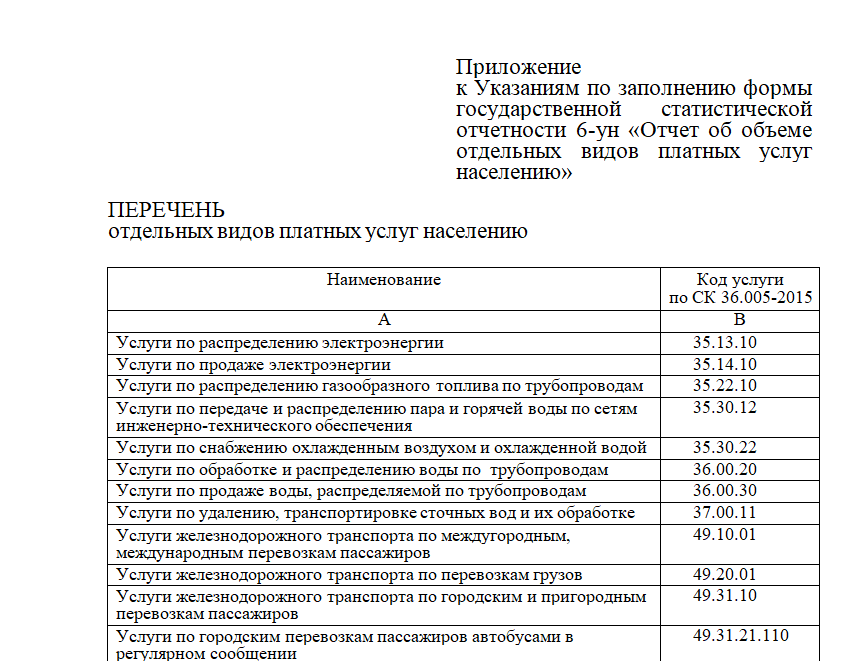 Приложение
к Указаниям по заполнению формы
государственной статистической
отчетности 6-ун «Отчет об объеме
отдельных видов платных услуг
населению»
ПЕРЕЧЕНЬ
отдельных видов платных услуг населению
Наименование
Код услуги
по СК 36.005-2015
А
В
Услуги по распределению электроэнергии
35.13.10
Услуги по продаже электроэнергии
35.14.10
Услуги по распределению газообразного топлива по трубопроводам
35.22.10
Услуги по передаче и распределению пара и горячей воды по сетям
инженерно-технического обеспечения
35.30.12
Услуги по снабжению охлажденным воздухом и охлажденной водой
35.30.22
Услуги по обработке и распределению воды по трубопроводам
36.00.20
Услуги по продаже воды, распределяемой по трубопроводам
36.00.30
Услуги по удалению, транспортировке сточных вод и их обработке
37.00.11
Услуги железнодорожного транспорта по междугородным,
международным перевозкам пассажиров
49.10.01
Услуги железнодорожного транспорта по перевозкам грузов
49.20.01
Услуги железнодорожного транспорта по городским и пригородным
перевозкам пассажиров
49.31.10
Услуги по городским перевозкам пассажиров автобусами в
регулярном сообщении
49.31.21.110